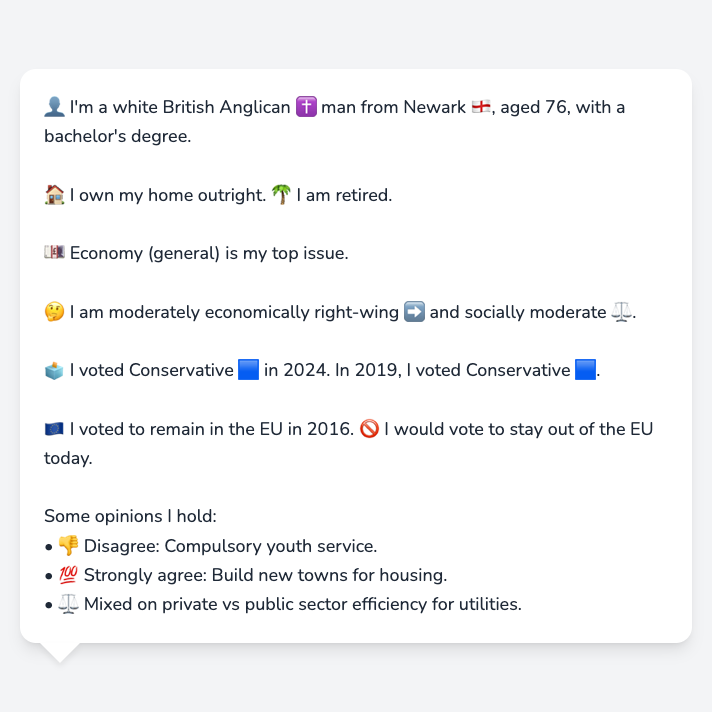 👤 I'm a white British Anglican ✝️ man from Newark 🏴󠁧󠁢󠁥󠁮󠁧󠁿, aged 76, with a
bachelor's degree.
🏠 I own my home outright. 🌴 I am retired.
💷 Economy (general) is my top issue.
🤔 I am moderately economically right-wing ➡️ and socially moderate ⚖️.
🗳️ I voted Conservative 🟦 in 2024. In 2019, I voted Conservative 🟦.
🇪🇺 I voted to remain in the EU in 2016. 🚫 I would vote to stay out of the EU
today.
Some opinions I hold:
• 👎 Disagree: Compulsory youth service.
• 💯 Strongly agree: Build new towns for housing.
• ⚖️ Mixed on private vs public sector efficiency for utilities.